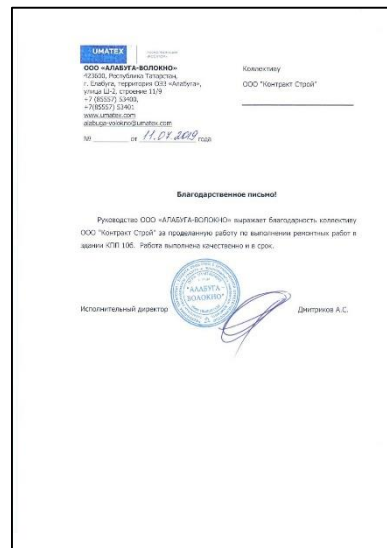 UMATEX
ООО «АЛАБУГА-ВОЛОКНО»
423600, Республика Татарстан,
г. Елабуга, территория ОЭЗ «Алабуга»,
улица Ш-2, строение 11/9
+7 (85557) 53403,
+7(85557) 53401
www.umatex.com
alabuga-volokno@umatex.com
№ от 11.07.2019 года
Коллективу
ООО "Контракт Строй"
Благодарственное письмо!
Руководство ООО «АЛАБУГА-ВОЛОКНО» выражает благодарность коллективу
ООО "Контракт Строй" за проделанную работу по выполнении ремонтных работ в
здании КПП 106. Работа выполнена качественно и в срок.
Исполнительный директор
"АЛАБУГА-
ВОЛОКНО"
Дмитриков А.С.